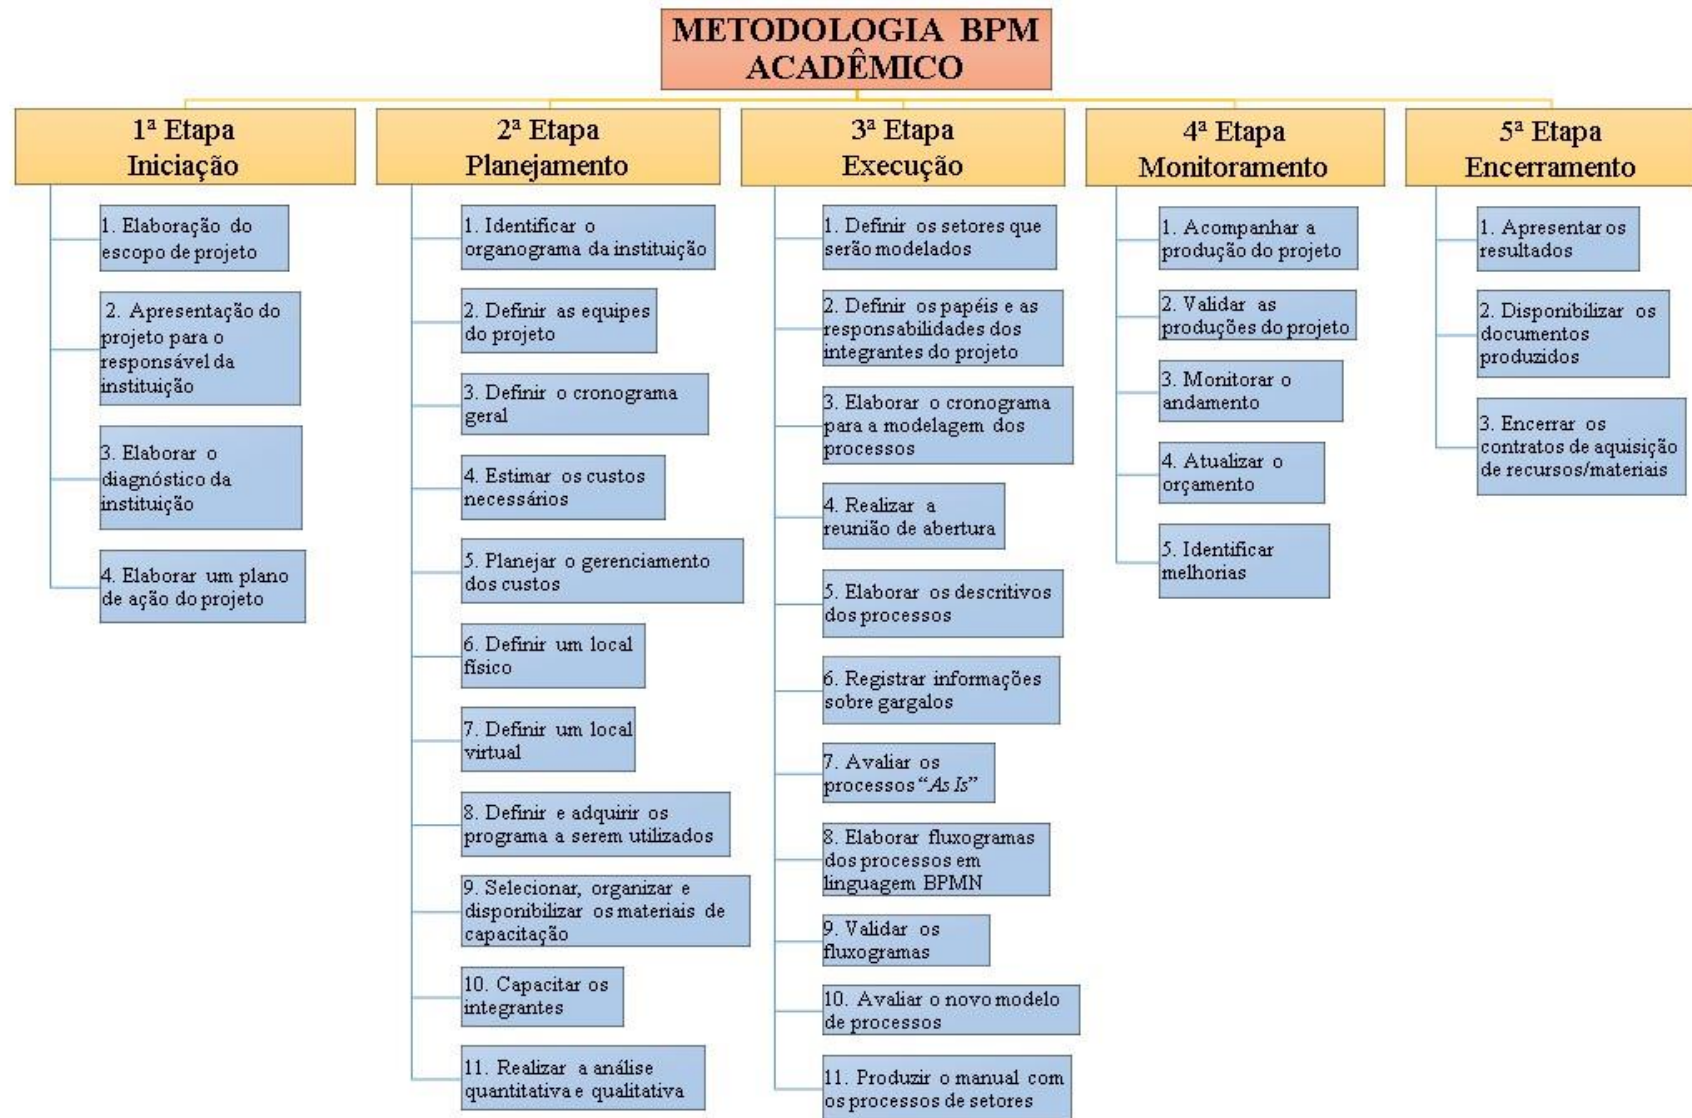 METODOLOGIA BPM
ACADÊMICO
1ª Etapa
Iniciação
1. Elaboração do
escopo de projeto
2. Apresentação do
projeto para o
responsável da
instituição
3. Elaborar o
diagnóstico da
instituição
4. Elaborar um plano
de ação do projeto
2ª Etapa
Planejamento
1. Identificar o
organograma da instituição
2. Definir as equipes
do projeto
3. Definir o cronograma
geral
4. Estimar os custos
necessários
5. Planejar o gerenciamento
dos custos
6. Definir um local
físico
7. Definir um local
virtual
8. Definir e adquirir os
programa a serem utilizados
9. Selecionar, organizar e
disponibilizar os materiais de
capacitação
10. Capacitar os
integrantes
11. Realizar a análise
quantitativa e qualitativa
3ª Etapa
Execução
1. Definir os setores que
serão modelados
2. Definir os papéis e as
responsabilidades dos
integrantes do projeto
3. Elaborar o cronograma
para a modelagem dos
processos
4. Realizar a
reunião de abertura
5. Elaborar os descritivos
dos processos
6. Registrar informações
sobre gargalos
7. Avaliar os
processos “As Is”
8. Elaborar fluxogramas
dos processos em
linguagem BPMN
9. Validar os
fluxogramas
10. Avaliar o novo modelo
de processos
11. Produzir o manual com
os processos de setores
4ª Etapa
Monitoramento
1. Acompanhar a
produção do projeto
2. Validar as
produções do projeto
3. Monitorar o
andamento
4. Atualizar o
orçamento
5. Identificar
melhorias
5ª Etapa
Encerramento
1. Apresentar os
resultados
2. Disponibilizar os
documentos
produzidos
3. Encerrar os
contratos de aquisição
de recursos/materiais